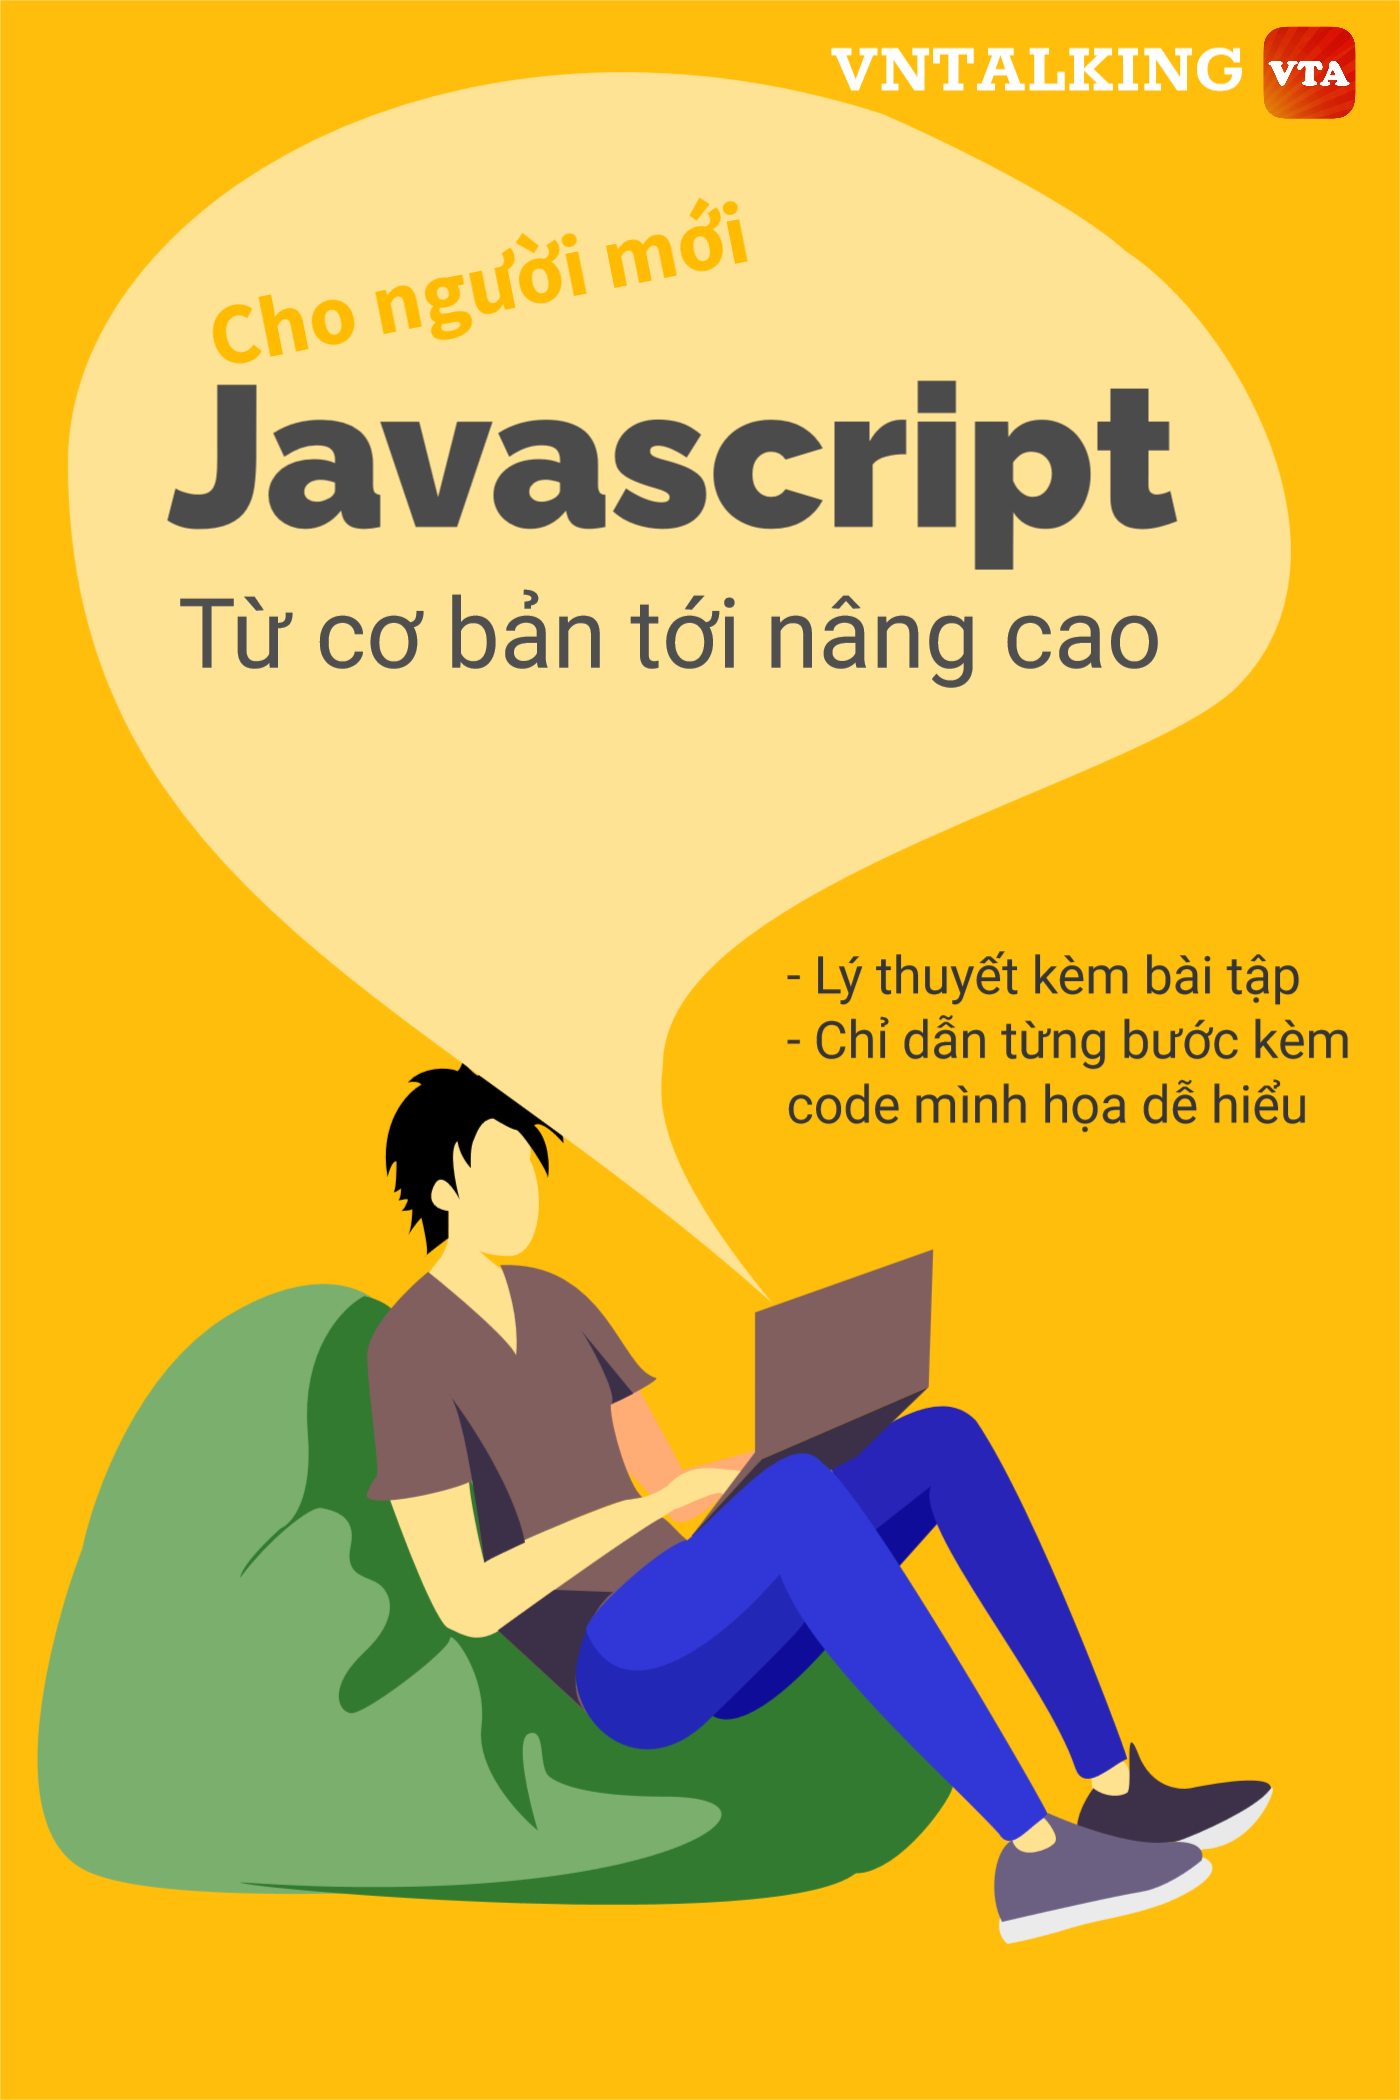 VNTALKING VTA
Cho người mới
Javascript
Từ cơ bản tới nâng cao
- Lý thuyết kèm bài tập
- Chỉ dẫn từng bước kèm
code mình họa dễ hiểu